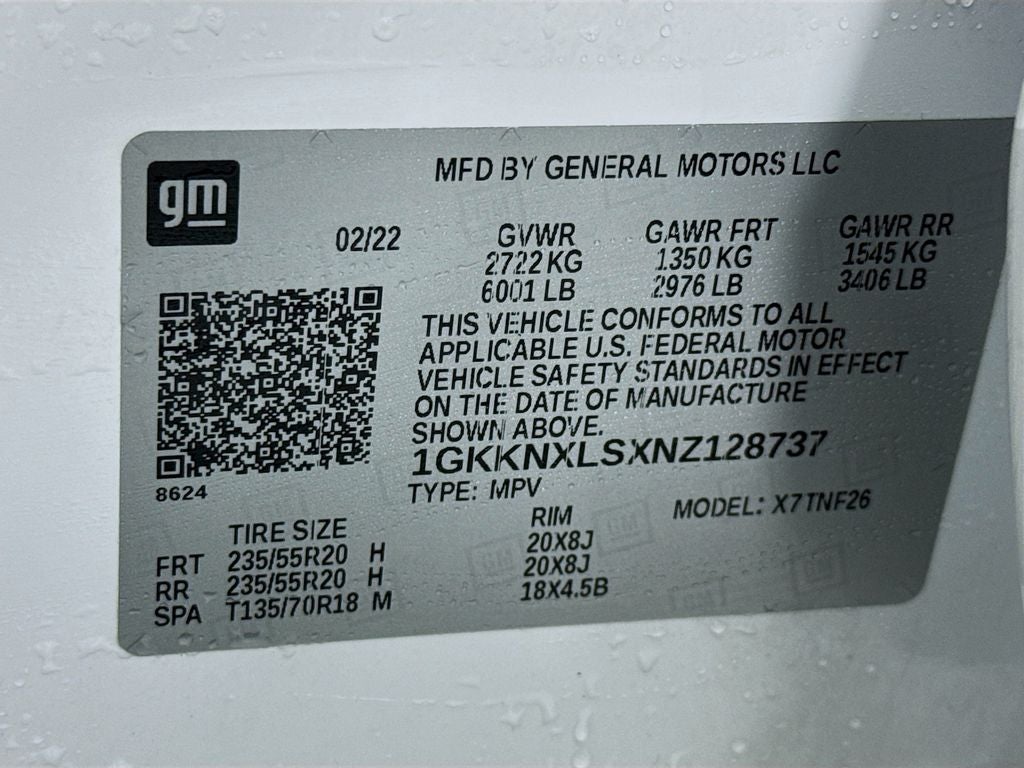 gm
MFD BY GENERAL MOTORS LLC
02/22 GVWR GAWR FRT GAWR RR
2722 KG 1350 KG 1545 KG
6001 LB 2976 LB 3406 LB
THIS VEHICLE CONFORMS TO ALL
APPLICABLE U.S. FEDERAL MOTOR
VEHICLE SAFETY STANDARDS IN EFFECT
ON THE DATE OF MANUFACTURE
SHOWN ABOVE.
1GKKNXLSXNZ128737
8624 TYPE: MPV MODEL: X7TNF26
TIRE SIZE RIM
FRT 235/55R20 H 20X8J
RR 235/55R20 H 20X8J
SPA T135/70R18 M 18X4.5B
GM
GM
GM